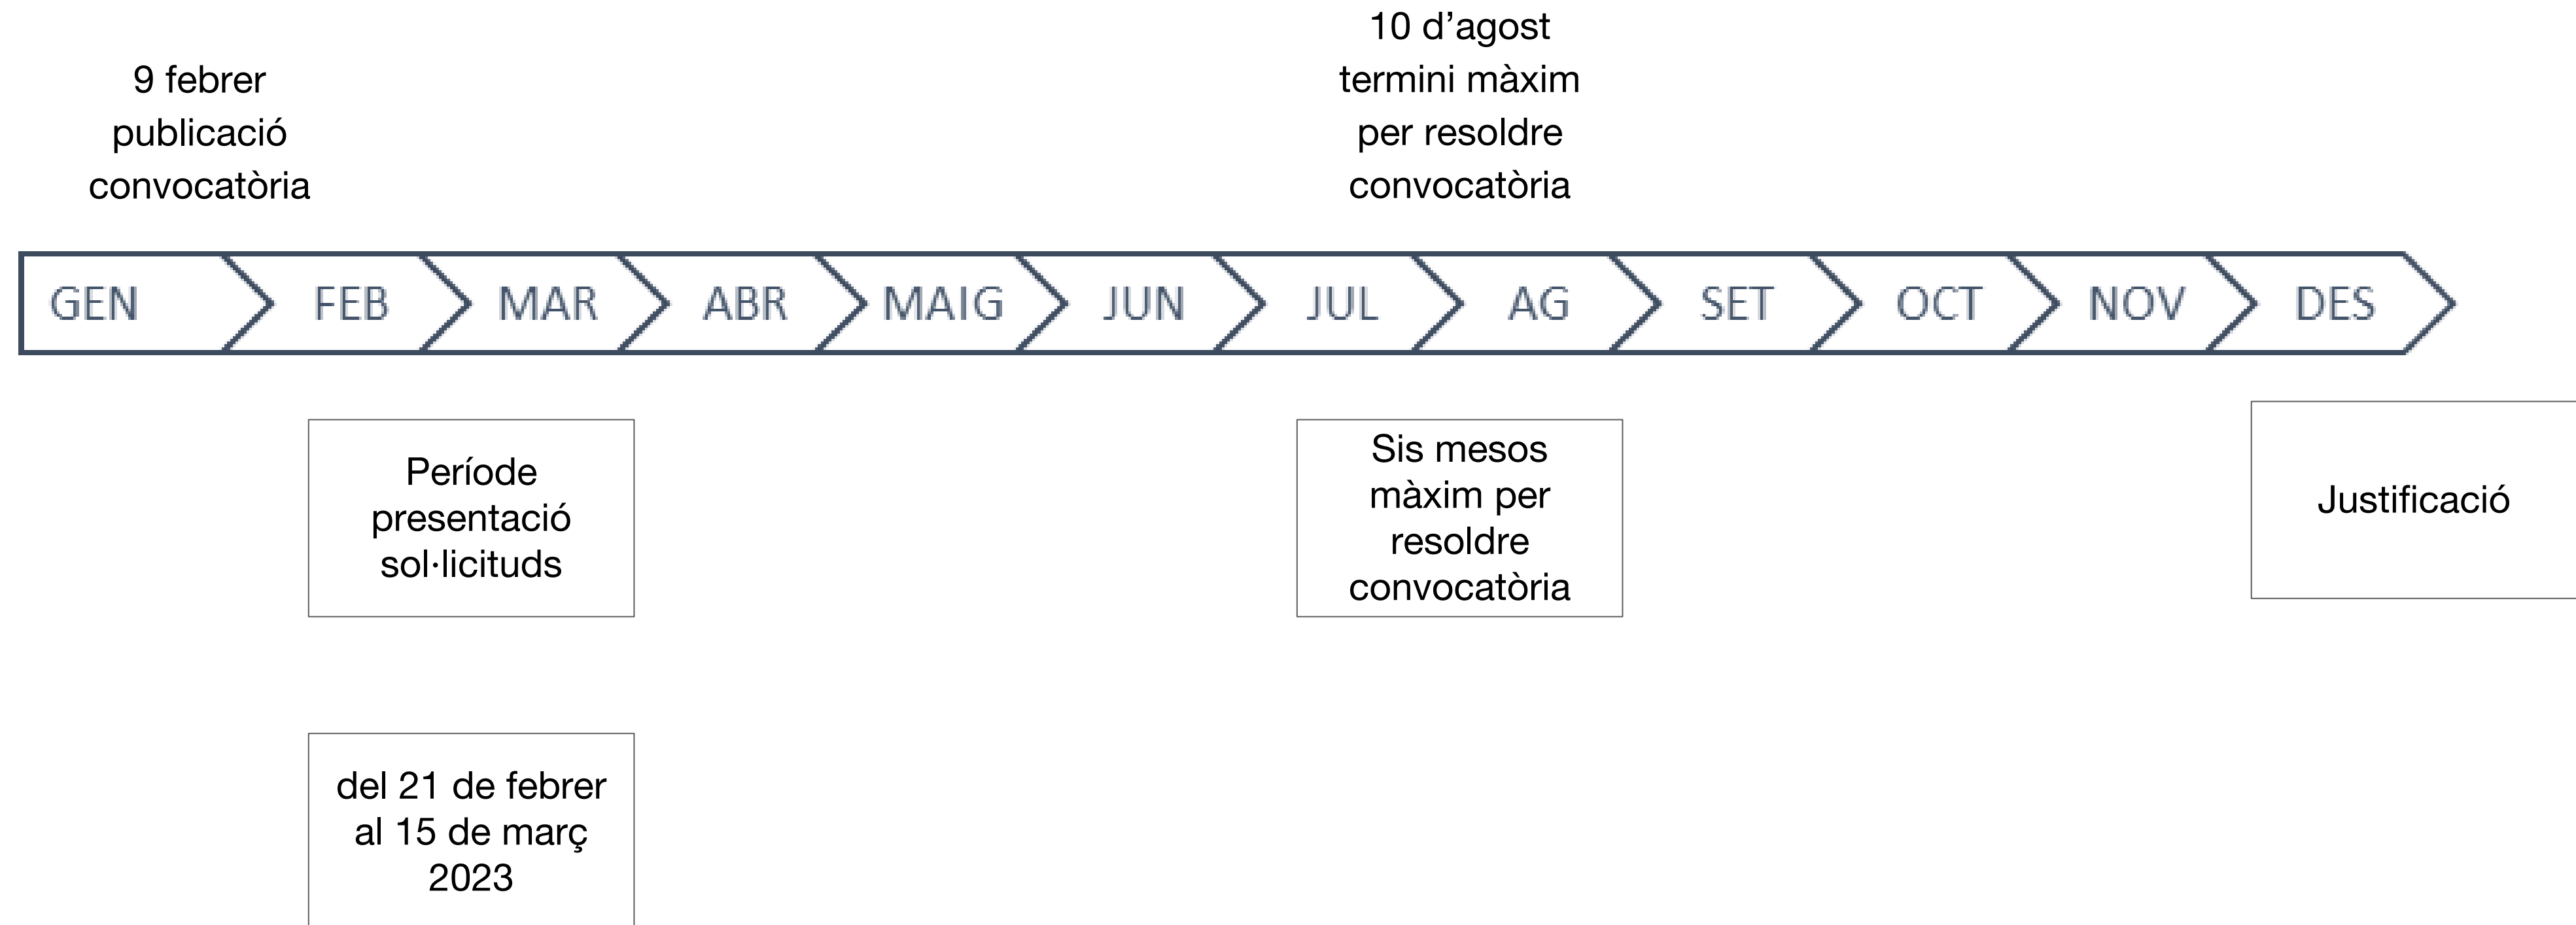 9 febrer
publicació
convocatòria
10 d’agost
termini màxim
per resoldre
convocatòria
GEN FEB MAR ABR MAIG JUN JUL AG SET OCT NOV DES
Període
presentació
sol·licituds
Sis mesos
màxim per
resoldre
convocatòria
Justificació
del 21 de febrer
al 15 de març
2023